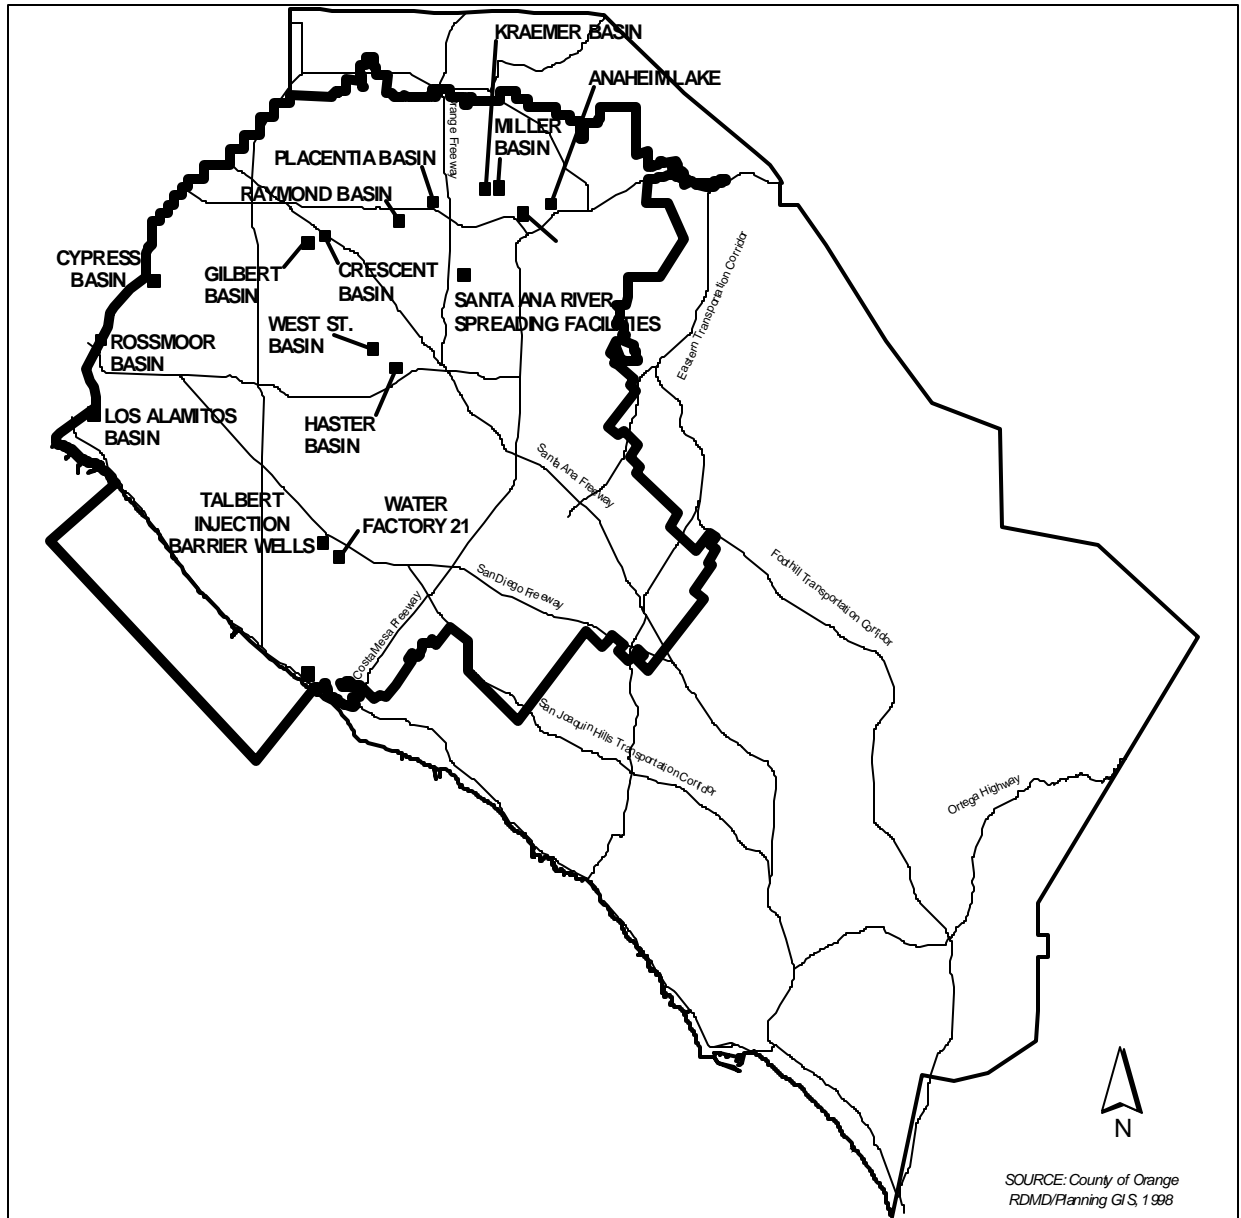 KRAEMER BASIN
ANAHEIM LAKE
MILLER
BASIN
PLACENTIA BASIN
RAYMOND BASIN
CYPRESS
BASIN
GILBERT
BASIN
CRESCENT
BASIN
SANTA ANA RIVER
SPREADING FACILITIES
WEST ST.
BASIN
ROSSMOOR
BASIN
LOS ALAMITOS
BASIN
HASTER
BASIN
TALBERT
INJECTION
BARRIER WELLS
WATER
FACTORY 21
Orange Freeway
Eastern Transportation Corridor
Santa Ana Freeway
San Diego Freeway
Costa Mesa Freeway
Foothill Transportation Corridor
San Joaquin Hills Transportation Corridor
Ortega Highway
N
SOURCE: County of Orange
RDMD/Planning GIS, 1998